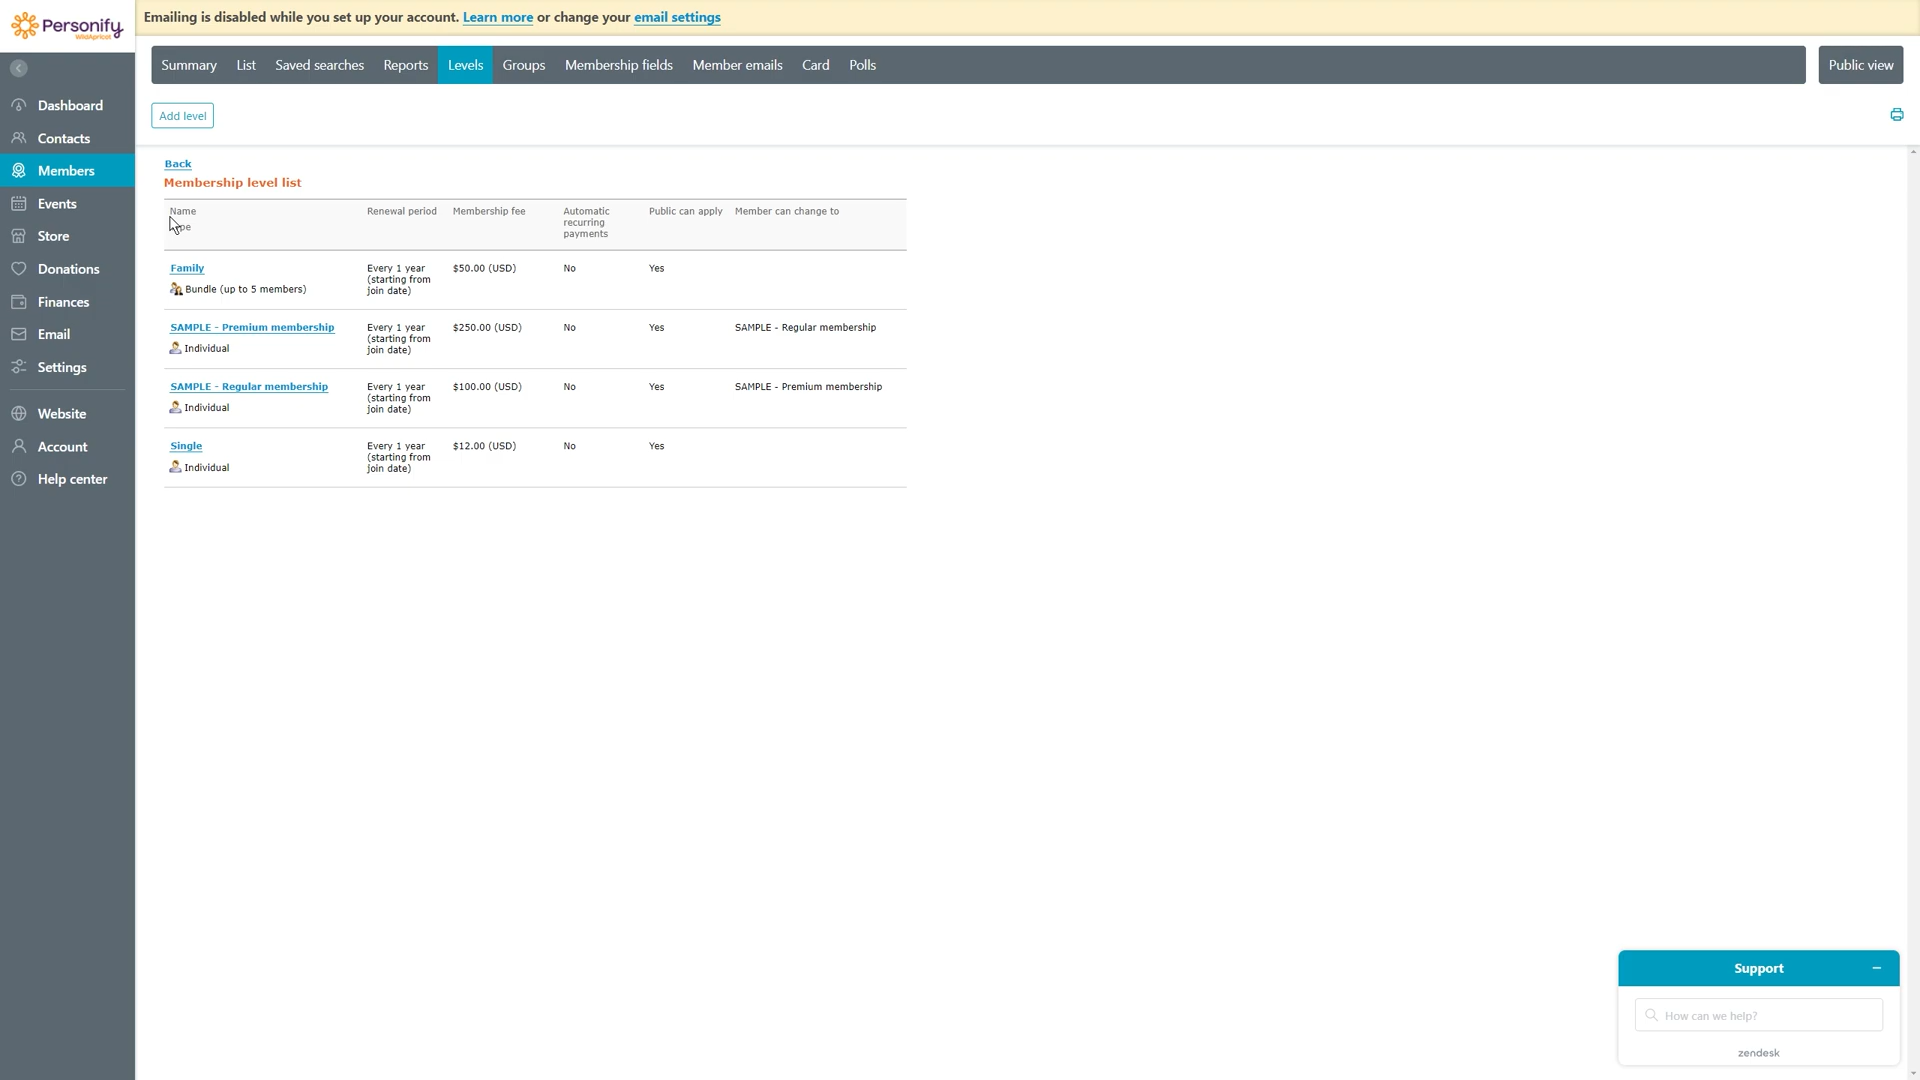 Personify
WildApricot
Emailing is disabled while you set up your account. Learn more or change your email settings
Summary List Saved searches Reports Levels Groups Membership fields Member emails Card Polls
Public view
Add level
Dashboard
Contacts
Members
Events
Store
Donations
Finances
Email
Settings
Website
Account
Help center
Back
Membership level list
Name Renewal period Membership fee Automatic recurring payments Public can apply Member can change to
Family Every 1 year $50.00 (USD) No Yes
(starting from
Bundle (up to 5 members) join date)
SAMPLE - Premium membership Every 1 year $250.00 (USD) No Yes SAMPLE - Regular membership
(starting from
Individual join date)
SAMPLE - Regular membership Every 1 year $100.00 (USD) No Yes SAMPLE - Premium membership
(starting from
Individual join date)
Single Every 1 year $12.00 (USD) No Yes
(starting from
Individual join date)
Support
How can we help?
zendesk